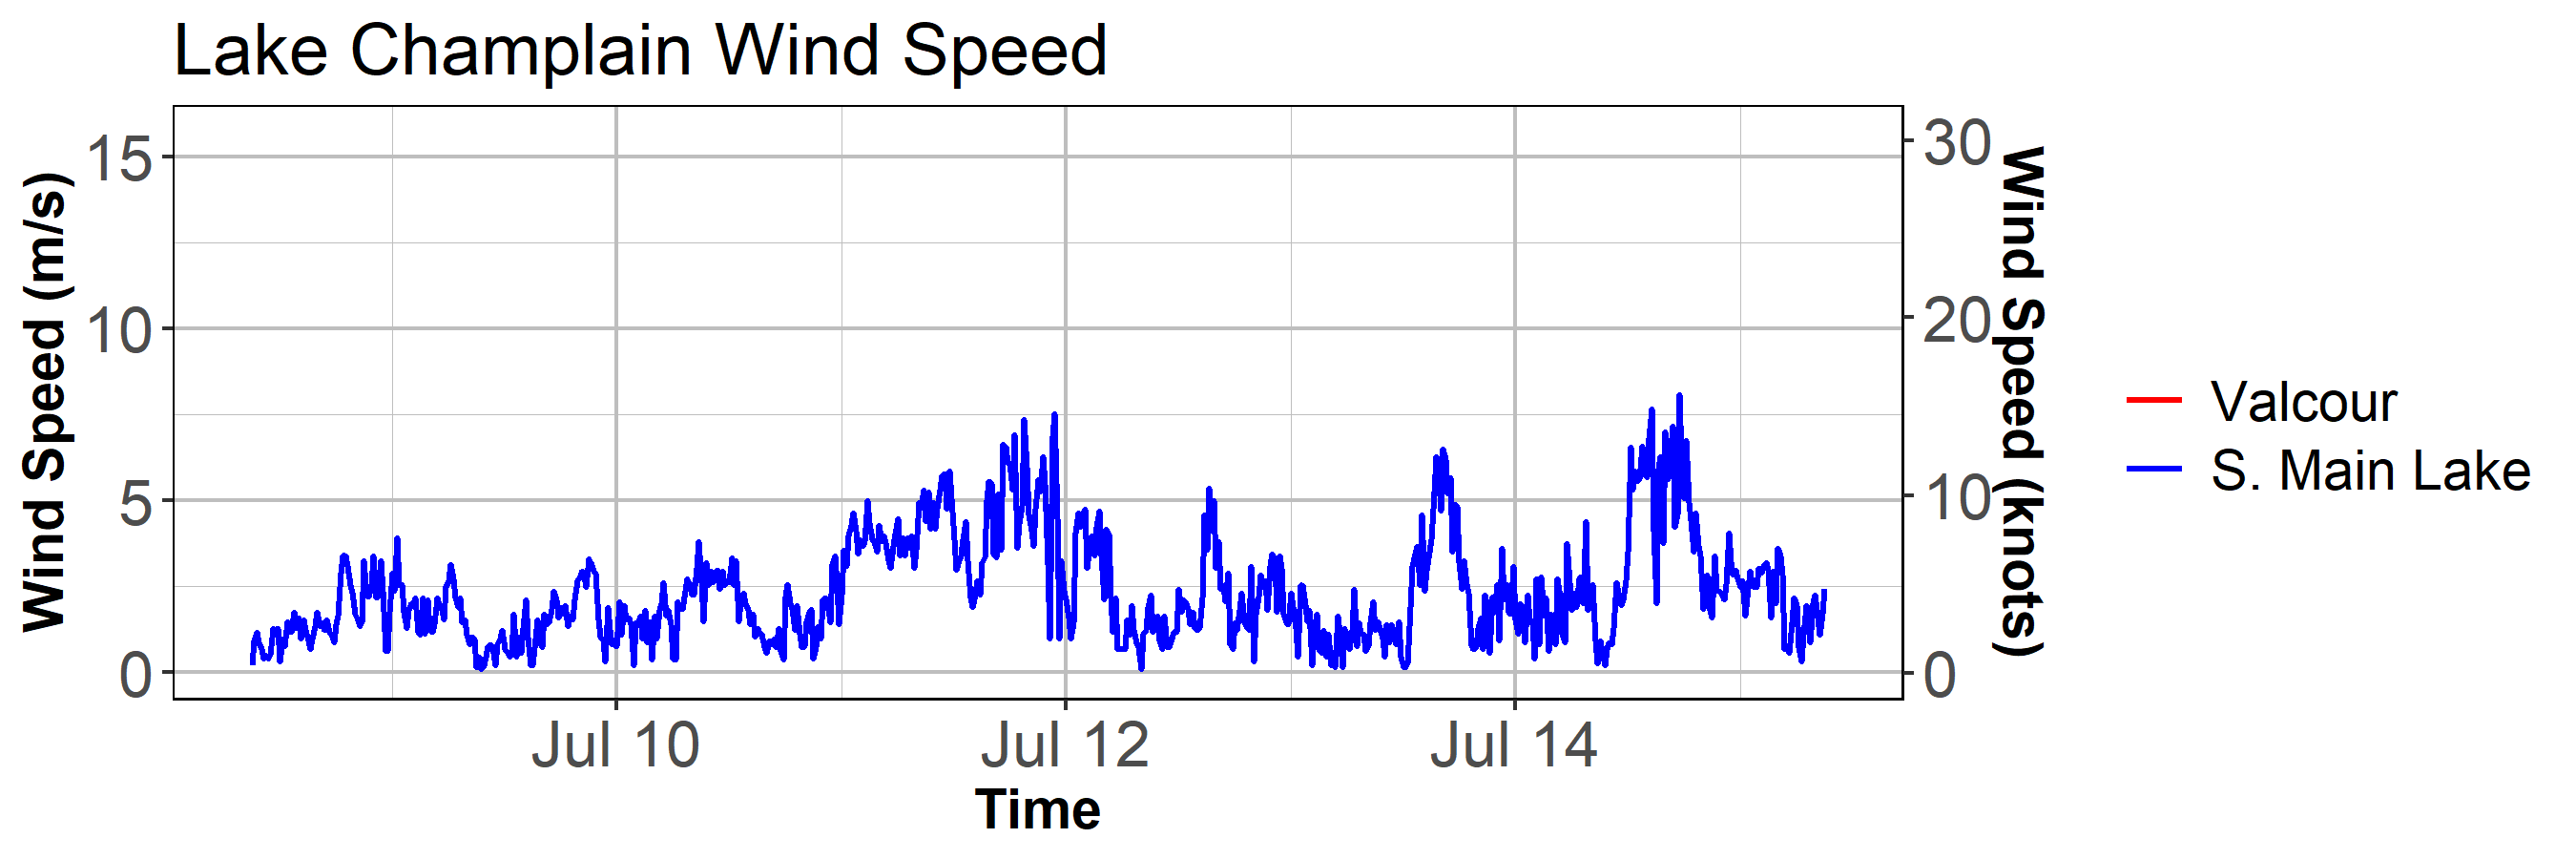 Lake Champlain Wind Speed
Wind Speed (m/s)
15
10
5
0
30
20
10
0
Wind Speed (knots)
Jul 10
Jul 12
Jul 14
Time
Valcour
S. Main Lake